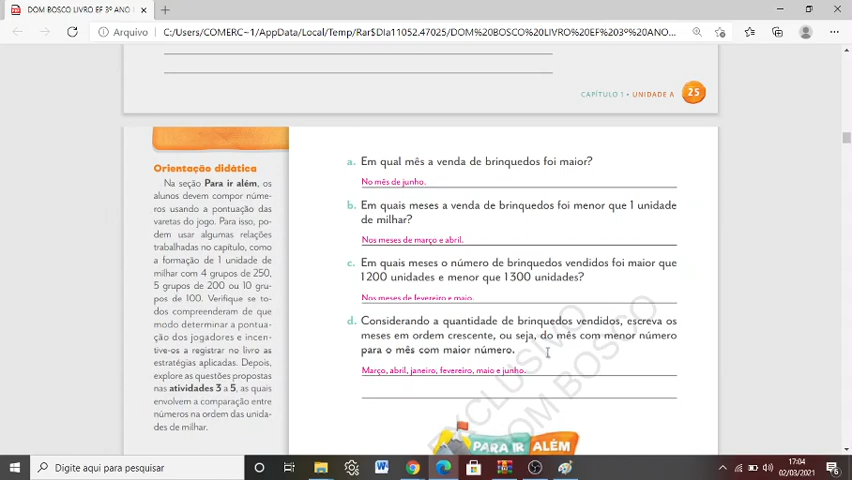 DOM BOSCO LIVRO EF 3º ANO
Arquivo
C:/Users/COMERC~1/AppData/Local/Temp/Rar$DIa11052.47025/DOM%20BOSCO%20LIVRO%20EF%203º%20ANO...
CAPÍTULO 1 • UNIDADE A 25
Orientação didática
Na seção Para ir além, os
alunos devem compor núme-
ros usando a pontuação das
varetas do jogo. Para isso, po-
dem usar algumas relações
trabalhadas no capítulo, como
a formação de 1 unidade de
milhar com 4 grupos de 250,
5 grupos de 200 ou 10 gru-
pos de 100. Verifique se to-
dos compreenderam de que
modo determinar a pontua-
ção dos jogadores e incen-
tive-os a registrar no livro as
estratégias aplicadas. Depois,
explore as questões propostas
nas atividades 3 a 5, as quais
envolvem a comparação entre
números na ordem das unida-
des de milhar.
a. Em qual mês a venda de brinquedos foi maior?
No mês de junho.
b. Em quais meses a venda de brinquedos foi menor que 1 unidade
de milhar?
Nos meses de março e abril.
c. Em quais meses o número de brinquedos vendidos foi maior que
1200 unidades e menor que 1300 unidades?
Nos meses de fevereiro e maio.
d. Considerando a quantidade de brinquedos vendidos, escreva os
meses em ordem crescente, ou seja, do mês com menor número
para o mês com maior número.
Março, abril, janeiro, fevereiro, maio e junho.
EXCLUSIVO
DOM BOSCO
PARA IR ALÉM
Digite aqui para pesquisar
17:04
02/03/2021